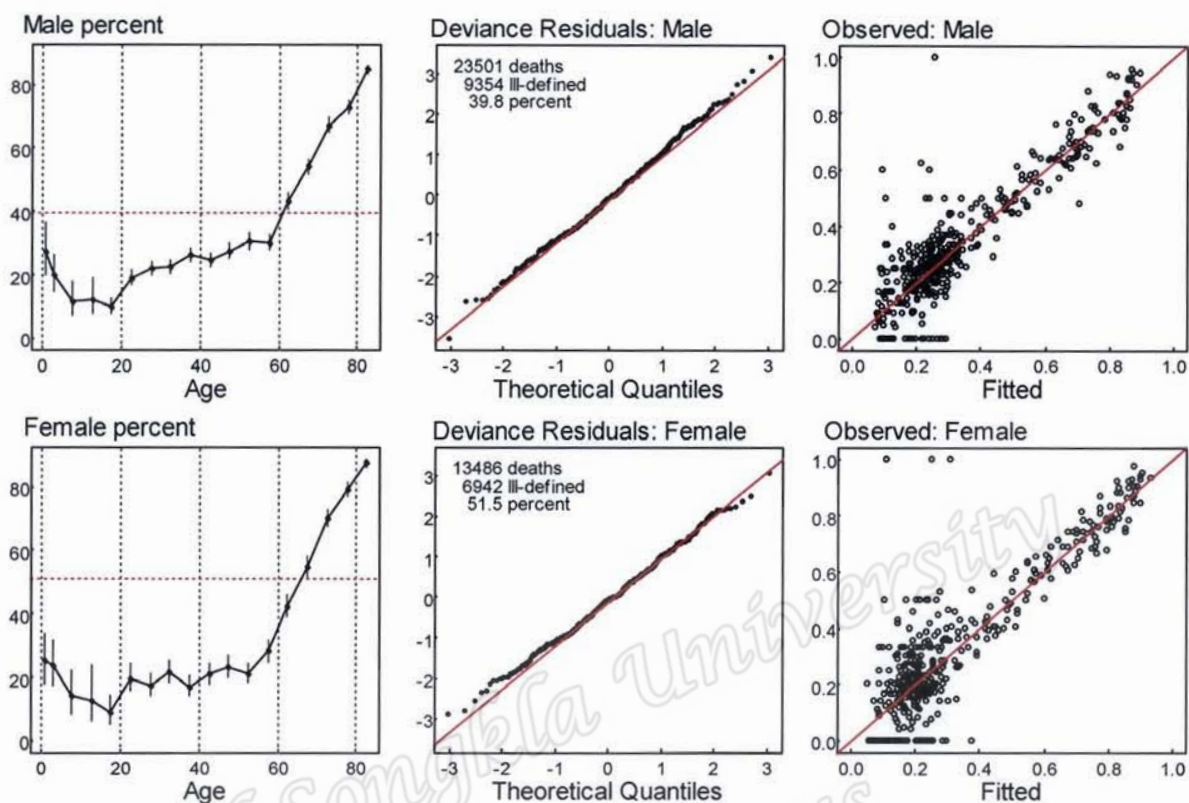 Male percent
80
60
40
20
0
0 20 40 60 80
Age
Deviance Residuals: Male
23501 deaths
9354 Ill-defined
39.8 percent
3
2
1
0
-1
-2
-3
-3 -2 -1 0 1 2 3
Theoretical Quantiles
Observed: Male
1.0
0.8
0.6
0.4
0.2
0.0
0.0 0.2 0.4 0.6 0.8 1.0
Fitted
Female percent
80
60
40
20
0
0 20 40 60 80
Age
Deviance Residuals: Female
13486 deaths
6942 Ill-defined
51.5 percent
3
2
1
0
-1
-2
-3
-3 -2 -1 0 1 2 3
Theoretical Quantiles
Observed: Female
1.0
0.8
0.6
0.4
0.2
0.0
0.0 0.2 0.4 0.6 0.8 1.0
Fitted
Songkla University